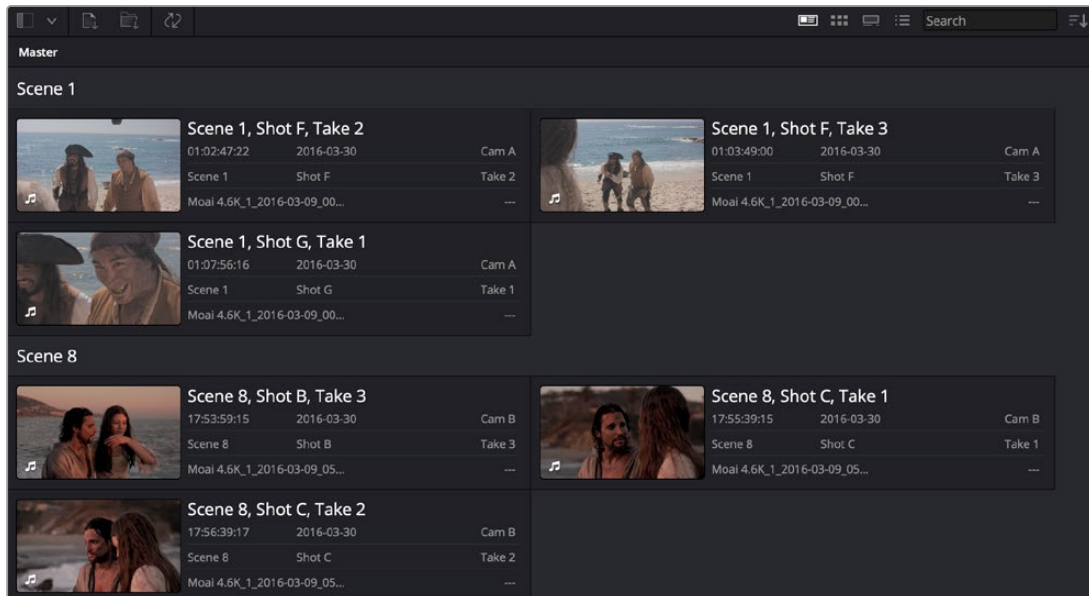 Search
Master
Scene 1
Scene 1, Shot F, Take 2
01:02:47:22 2016-03-30 Cam A
Scene 1 Shot F Take 2
Moai 4.6K_1_2016-03-09_00... ---
Scene 1, Shot F, Take 3
01:03:49:00 2016-03-30 Cam A
Scene 1 Shot F Take 3
Moai 4.6K_1_2016-03-09_00... ---
Scene 1, Shot G, Take 1
01:07:56:16 2016-03-30 Cam A
Scene 1 Shot G Take 1
Moai 4.6K_1_2016-03-09_00... ---
Scene 8
Scene 8, Shot B, Take 3
17:53:59:15 2016-03-30 Cam B
Scene 8 Shot B Take 3
Moai 4.6K_1_2016-03-09_05... ---
Scene 8, Shot C, Take 1
17:55:39:15 2016-03-30 Cam B
Scene 8 Shot C Take 1
Moai 4.6K_1_2016-03-09_05... ---
Scene 8, Shot C, Take 2
17:56:39:17 2016-03-30 Cam B
Scene 8 Shot C Take 2
Moai 4.6K_1_2016-03-09_05... ---